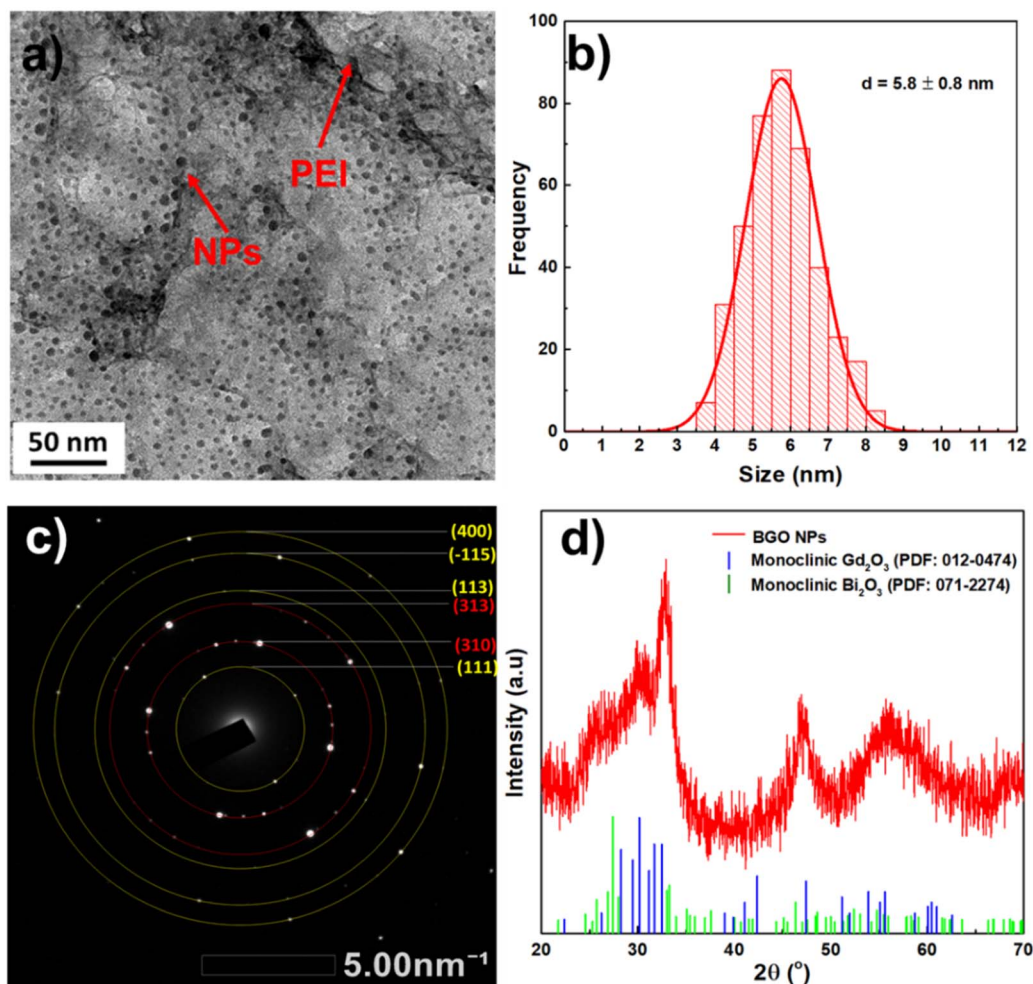 a)
PEI
NPs
50 nm
b)
d = 5.8 ± 0.8 nm
100
80
60
40
20
0
Frequency
0 1 2 3 4 5 6 7 8 9 10 11 12
Size (nm)
c)
(400)
(-115)
(113)
(313)
(310)
(111)
5.00nm⁻¹
d)
BGO NPs
Monoclinic Gd₂O₃ (PDF: 012-0474)
Monoclinic Bi₂O₃ (PDF: 071-2274)
Intensity (a.u)
20 30 40 50 60 70
2θ (°)